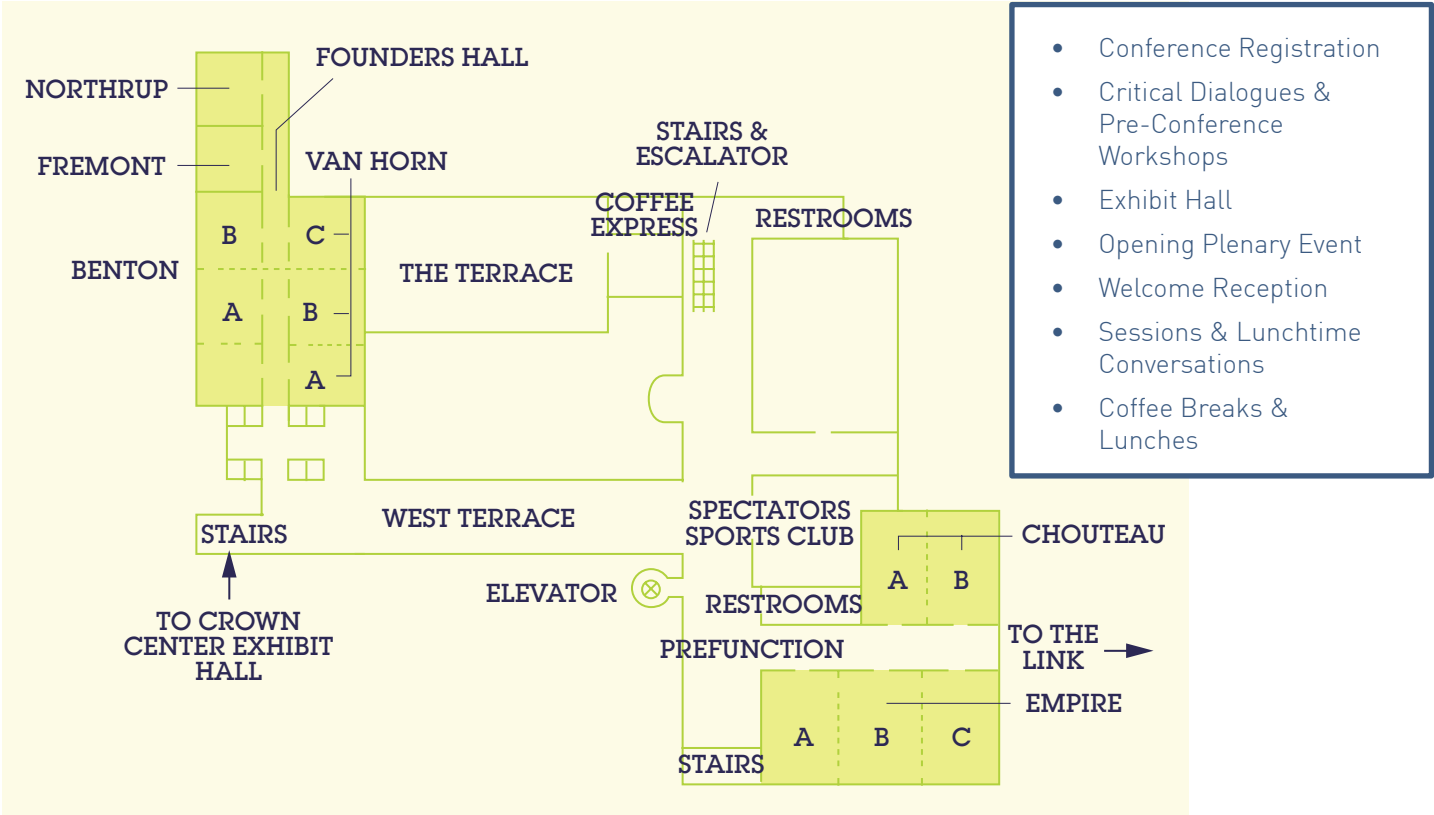 FOUNDERS HALL
NORTHRUP
FREMONT
VAN HORN
STAIRS &
ESCALATOR
COFFEE
EXPRESS
RESTROOMS
B
C
BENTON
THE TERRACE
A
B
A
WEST TERRACE
STAIRS
TO CROWN
CENTER EXHIBIT
HALL
ELEVATOR
SPECTATORS
SPORTS CLUB
CHOUTEAU
A
B
RESTROOMS
PREFUNCTION
TO THE
LINK
EMPIRE
A
B
C
STAIRS
• Conference Registration
• Critical Dialogues &
Pre-Conference
Workshops
• Exhibit Hall
• Opening Plenary Event
• Welcome Reception
• Sessions & Lunchtime
Conversations
• Coffee Breaks &
Lunches